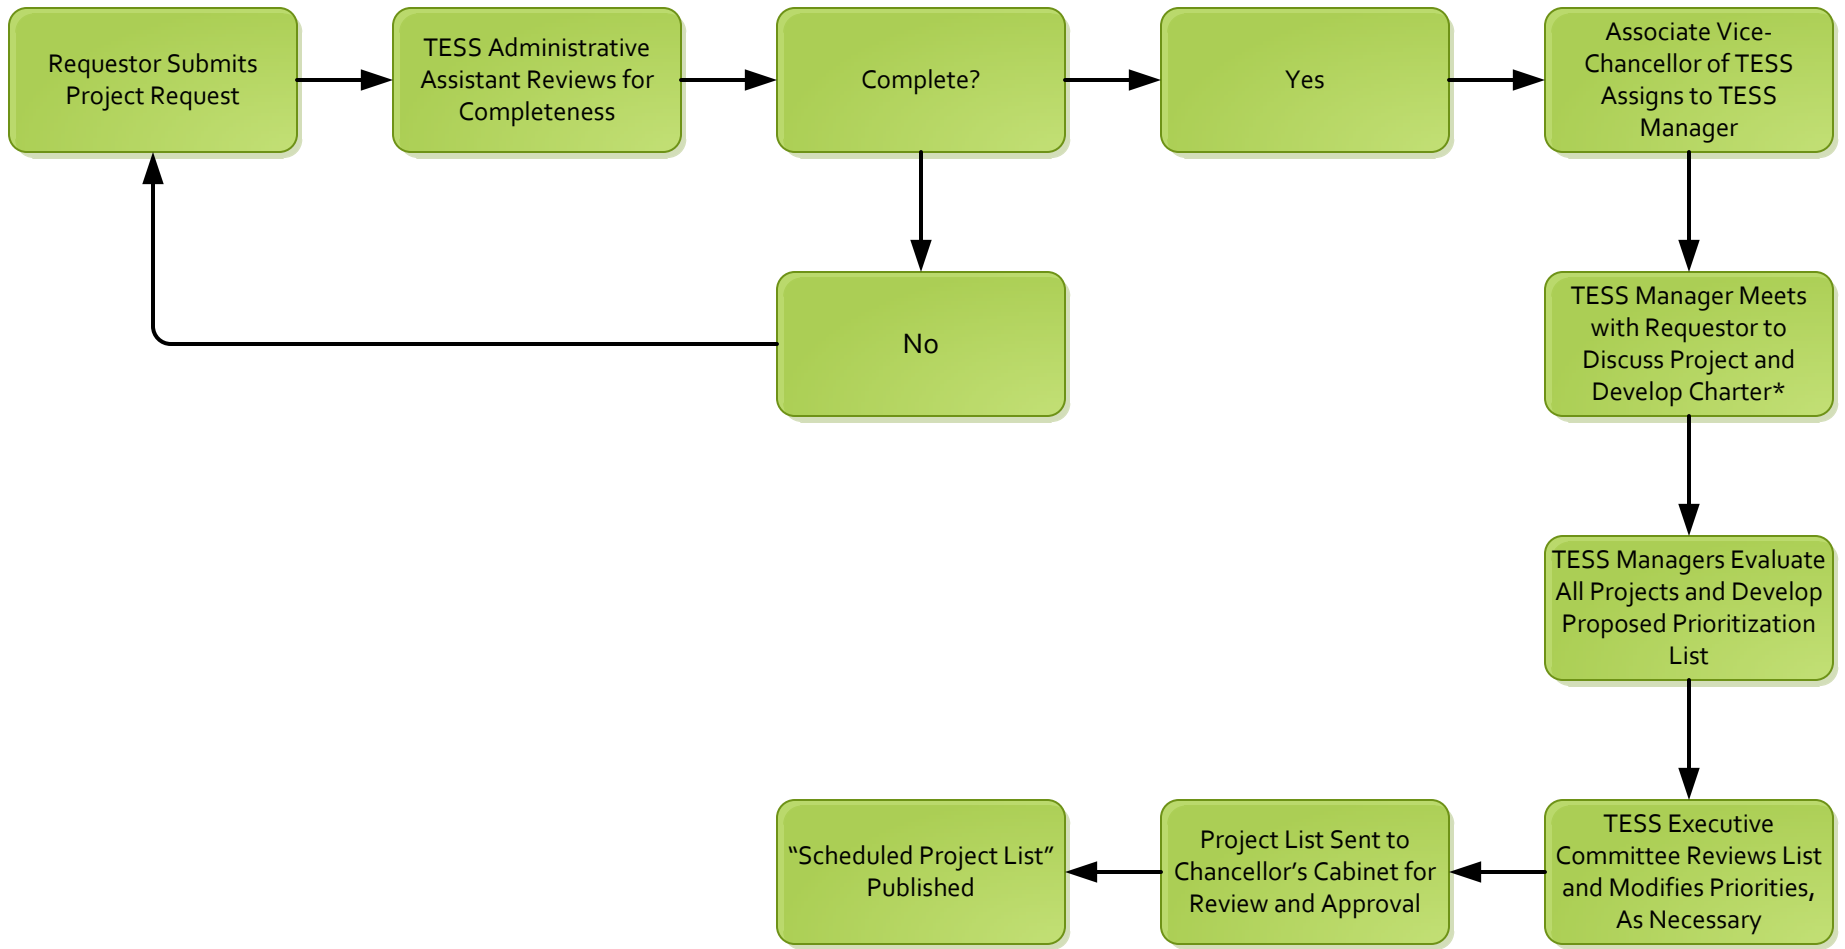 Requestor Submits
Project Request
TESS Administrative
Assistant Reviews for
Completeness
Complete?
Yes
Associate Vice-
Chancellor of TESS
Assigns to TESS
Manager
No
TESS Manager Meets
with Requestor to
Discuss Project and
Develop Charter*
TESS Managers Evaluate
All Projects and Develop
Proposed Prioritization
List
TESS Executive
Committee Reviews List
and Modifies Priorities,
As Necessary
Project List Sent to
Chancellor’s Cabinet for
Review and Approval
“Scheduled Project List”
Published